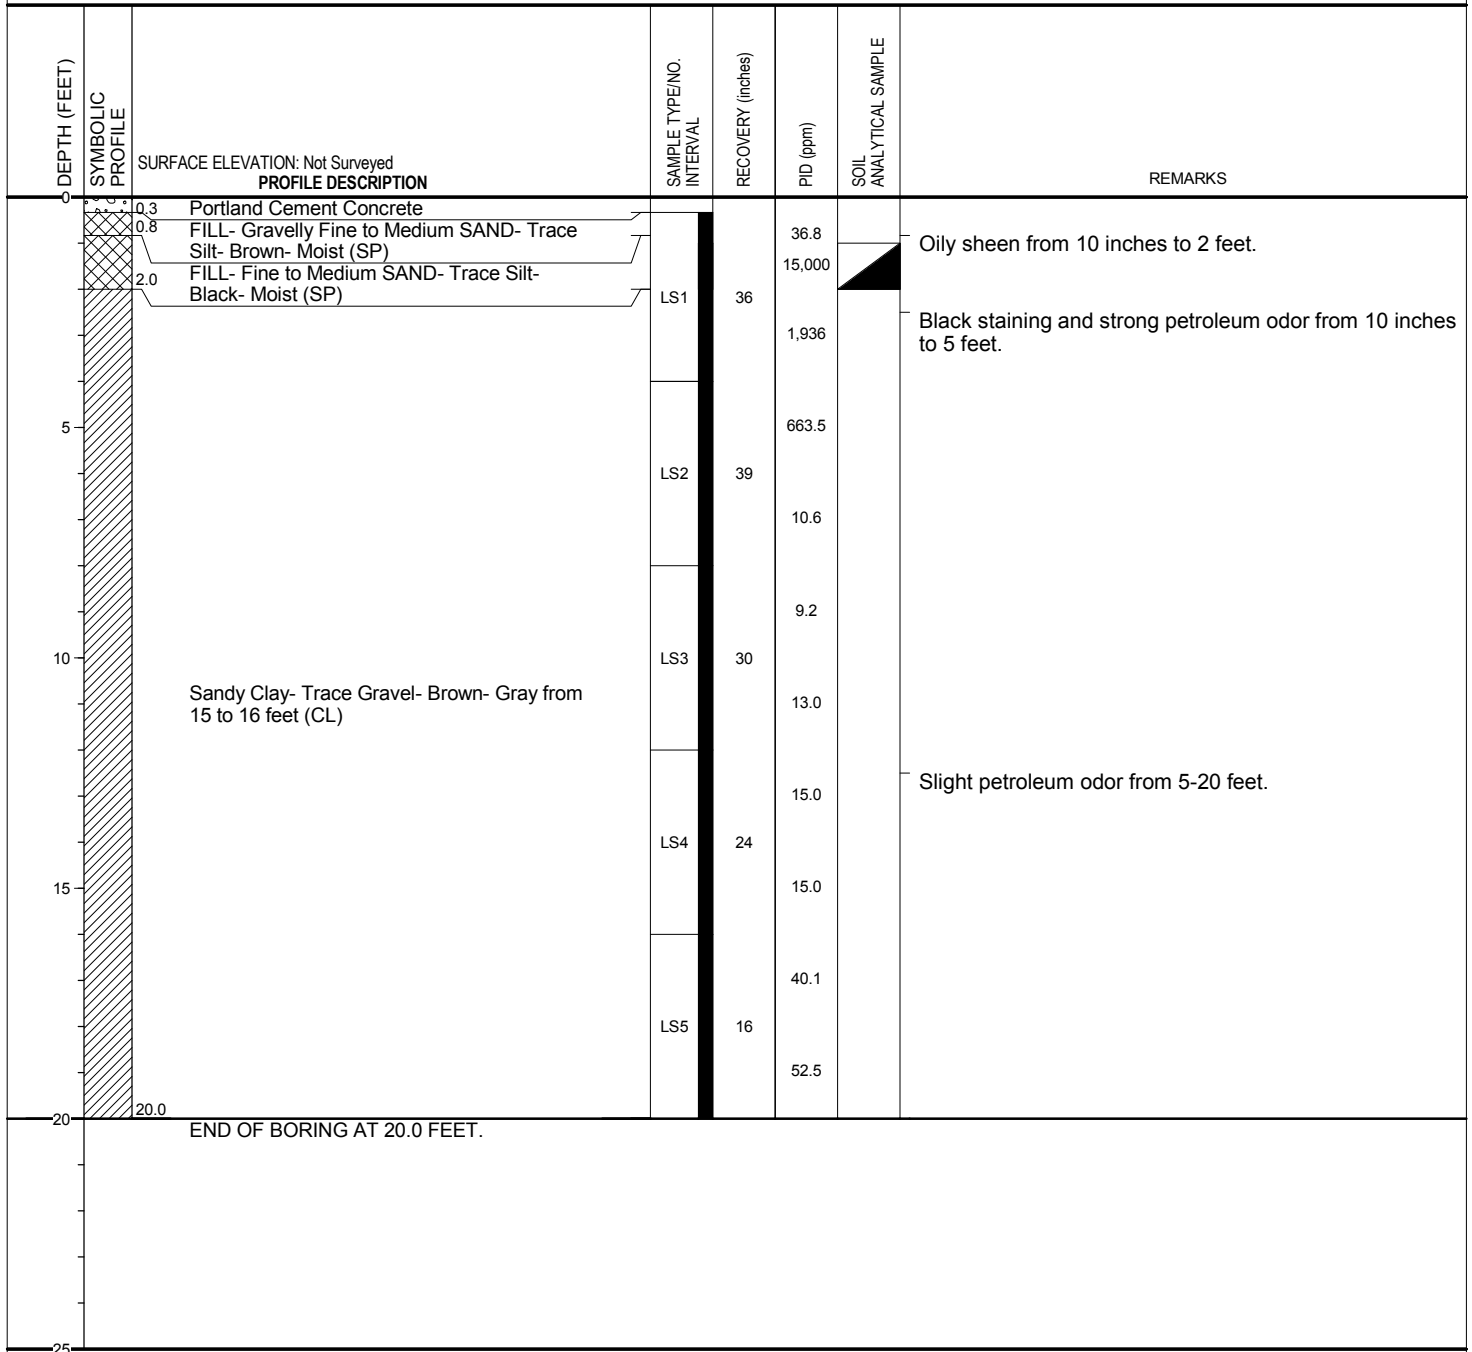 DEPTH (FEET)
SYMBOLIC
PROFILE
SURFACE ELEVATION: Not Surveyed
PROFILE DESCRIPTION
SAMPLE TYPE/NO.
INTERVAL
RECOVERY (inches)
PID (ppm)
SOIL
ANALYTICAL SAMPLE
REMARKS
0
0.3 Portland Cement Concrete
0.8 FILL- Gravelly Fine to Medium SAND- Trace
Silt- Brown- Moist (SP)
36.8
Oily sheen from 10 inches to 2 feet.
15,000
2.0 FILL- Fine to Medium SAND- Trace Silt-
Black- Moist (SP)
LS1 36
1,936
Black staining and strong petroleum odor from 10 inches
to 5 feet.
5
663.5
LS2 39
10.6
9.2
10
LS3 30
Sandy Clay- Trace Gravel- Brown- Gray from
15 to 16 feet (CL)
13.0
Slight petroleum odor from 5-20 feet.
15.0
LS4 24
15
15.0
40.1
LS5 16
52.5
20.0
20
END OF BORING AT 20.0 FEET.
25